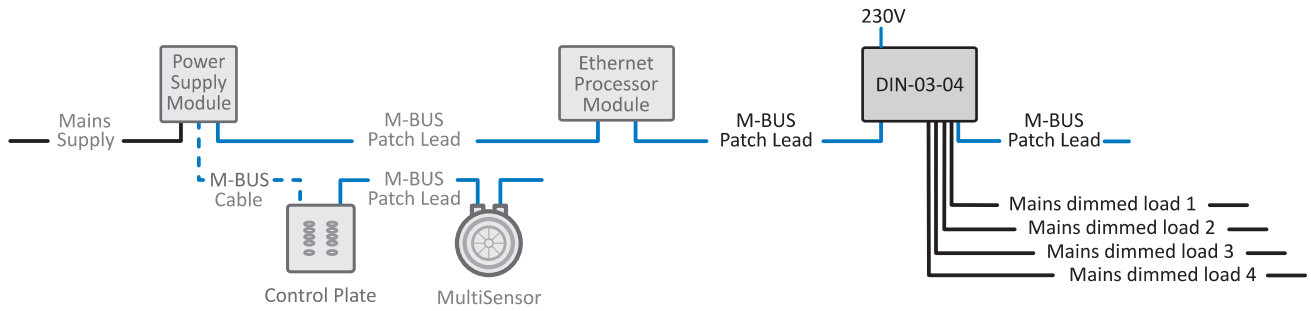 230V
Power
Supply
Module
Ethernet
Processor
Module
DIN-03-04
Mains
Supply
M-BUS
Patch Lead
M-BUS
Patch Lead
M-BUS
Patch Lead
M-BUS
Cable
M-BUS
Patch Lead
Mains dimmed load 1
Mains dimmed load 2
Mains dimmed load 3
Mains dimmed load 4
Control Plate
MultiSensor